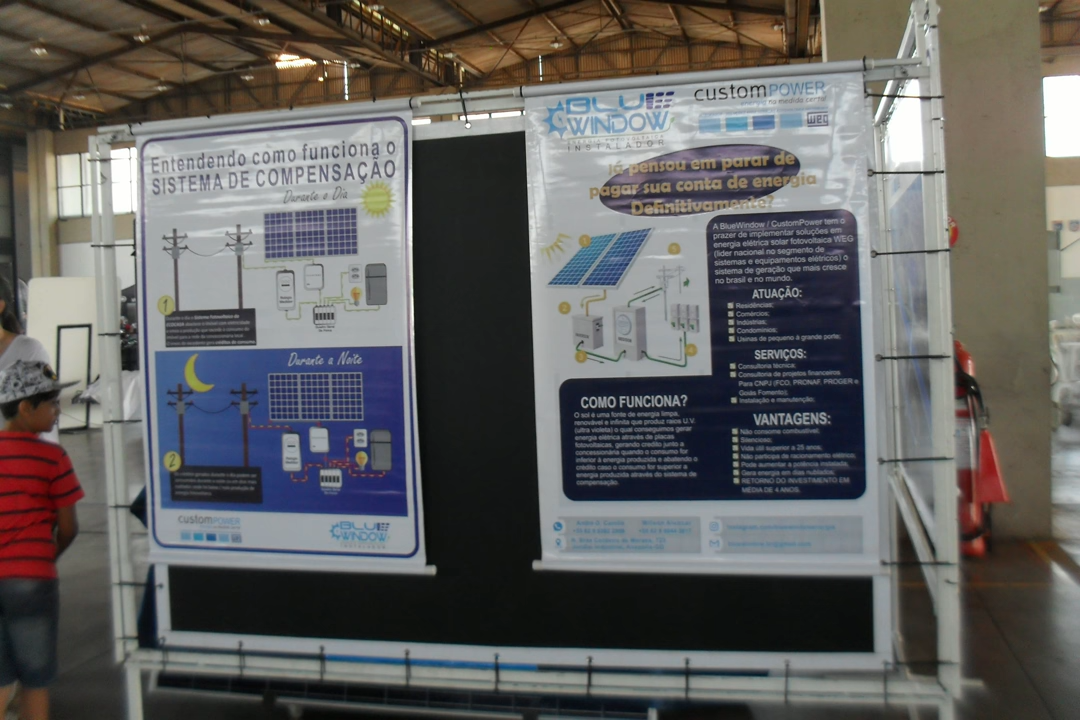 Entendendo como funciona o
SISTEMA DE COMPENSAÇÃO
Durante o Dia
1
Durante a Noite
2
customPOWER
BLUE
WINDOW
INSTALADOR
BLUE
WINDOW
INSTALADOR
customPOWER
energia na medida certa
WEG
Já pensou em parar de
pagar sua conta de energia
Definitivamente?
A BlueWindow / CustomPower tem o
prazer de implementar soluções em
energia elétrica solar fotovoltaica WEG
(líder nacional no segmento de
sistemas e equipamentos elétricos) o
sistema de geração que mais cresce
no brasil e no mundo.
ATUAÇÃO:
Residências;
Comércios;
Indústrias;
Condomínios;
Usinas de pequeno à grande porte;
SERVIÇOS:
Consultoria técnica;
Consultoria de projetos financeiros
Para CNPJ (FCO, PRONAF, PROGER e
Goiás Fomento);
Instalação e manutenção;
VANTAGENS:
Não consome combustível;
Silencioso;
Vida útil superior a 25 anos;
Não participa de racionamento elétrico;
Pode aumentar a potência instalada;
Gera energia em dias nublados;
RETORNO DO INVESTIMENTO EM
MÉDIA DE 4 ANOS.
COMO FUNCIONA?
O sol é uma fonte de energia limpa,
renovável e infinita que produz raios U.V.
(ultra violeta) o que conseguimos gerar
energia elétrica através de placas
fotovoltaicas, gerando crédito junto a
concessionária quando o consumo for
inferior à energia produzida e abatendo o
crédito caso o consumo for superior a
energia produzida através do sistema de
compensação.